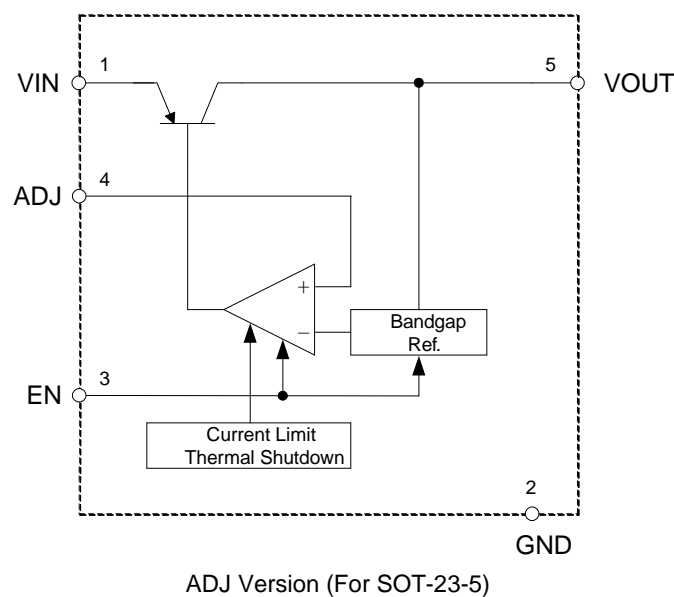 1
VIN
5
VOUT
4
ADJ
+
−
Bandgap
Ref.
3
EN
Current Limit
Thermal Shutdown
2
GND
ADJ Version (For SOT-23-5)